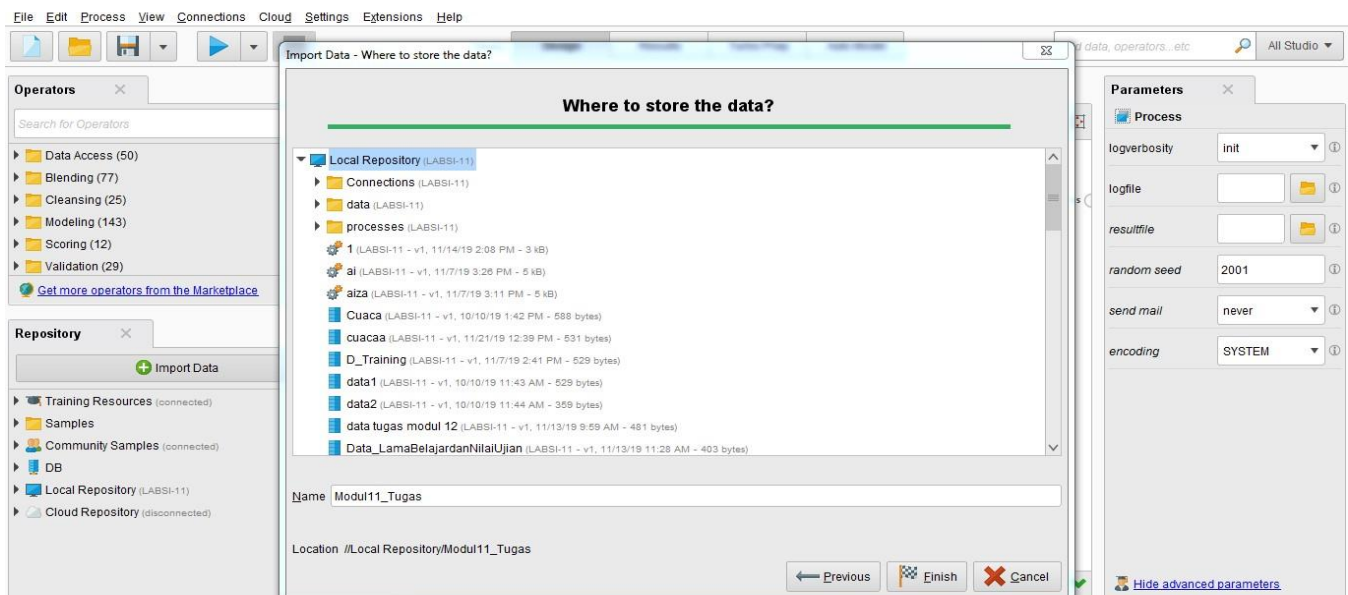 File Edit Process View Connections Cloud Settings Extensions Help
Import Data - Where to store the data?
data, operators...etc
All Studio
Operators
Search for Operators
Data Access (50)
Blending (77)
Cleansing (25)
Modeling (143)
Scoring (12)
Validation (29)
Get more operators from the Marketplace
Repository
Import Data
Training Resources (connected)
Samples
Community Samples (connected)
DB
Local Repository (LABSI-11)
Cloud Repository (disconnected)
Where to store the data?
Local Repository (LABSI-11)
Connections (LABSI-11)
data (LABSI-11)
processes (LABSI-11)
1 (LABSI-11 - v1, 11/14/19 2:08 PM - 3 kB)
ai (LABSI-11 - v1, 11/7/19 3:26 PM - 5 kB)
aiza (LABSI-11 - v1, 11/7/19 3:11 PM - 5 kB)
Cuaca (LABSI-11 - v1, 10/10/19 1:42 PM - 588 bytes)
cuacaa (LABSI-11 - v1, 11/21/19 12:39 PM - 531 bytes)
D_Training (LABSI-11 - v1, 11/7/19 2:41 PM - 529 bytes)
data1 (LABSI-11 - v1, 10/10/19 11:43 AM - 529 bytes)
data2 (LABSI-11 - v1, 10/10/19 11:44 AM - 359 bytes)
data tugas modul 12 (LABSI-11 - v1, 11/13/19 9:59 AM - 481 bytes)
Data_LamaBelajardanNilaiUjian (LABSI-11 - v1, 11/13/19 11:28 AM - 403 bytes)
Name Modul11_Tugas
Location //Local Repository/Modul11_Tugas
Previous Finish Cancel
Parameters
Process
logverbosity init
logfile
resultfile
random seed 2001
send mail never
encoding SYSTEM
Hide advanced parameters